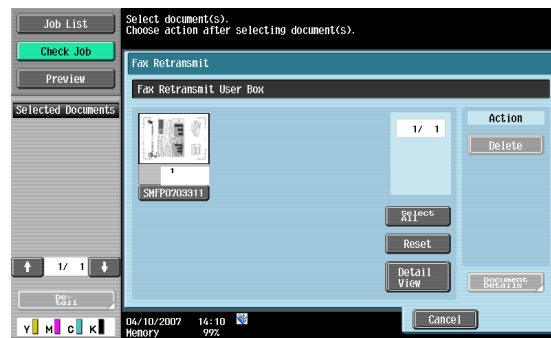 Job List
Check Job
Preview
Selected Documents
1/ 1
De-
tail
Y M C K
Select document(s).
Choose action after selecting document(s).
Fax Retransmit
Fax Retransmit User Box
1
SMFP0703311
1/ 1
Select
All
Reset
Detail
View
Action
Delete
Document
Details
04/10/2007 14:10
Memory 99%
Cancel